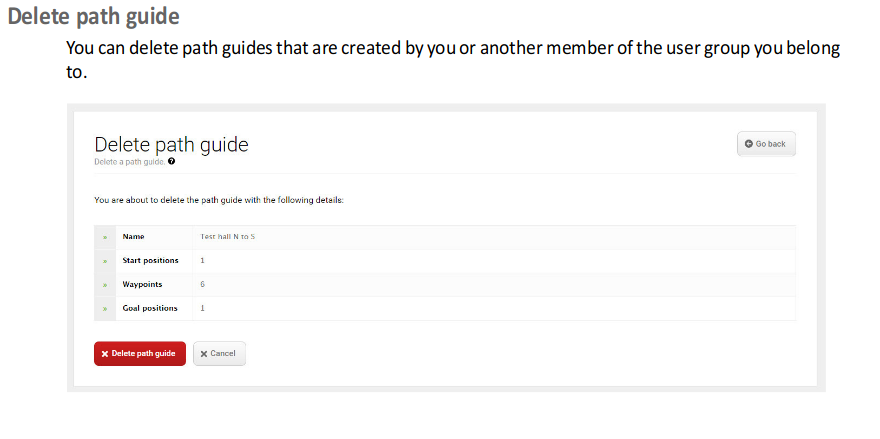 Delete path guide
You can delete path guides that are created by you or another member of the user group you belong
to.
Delete path guide
Go back
Delete a path guide.
You are about to delete the path guide with the following details:
» Name Test hall N to S
» Start positions 1
» Waypoints 6
» Goal positions 1
Delete path guide Cancel